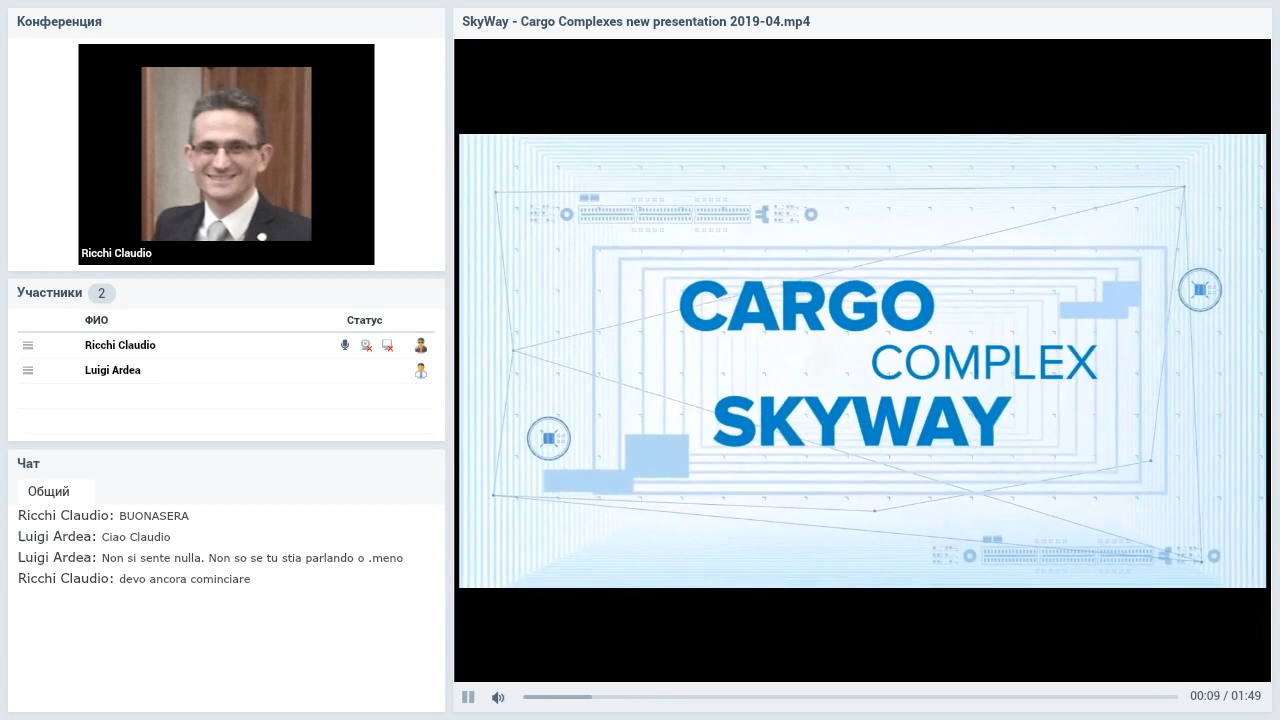 Конференция
Ricchi Claudio
Участники 2
ФИО Статус
Ricchi Claudio
Luigi Ardea
Чат
Общий
Ricchi Claudio: BUONASERA
Luigi Ardea: Ciao Claudio
Luigi Ardea: Non si sente nulla. Non so se tu stia parlando o meno
Ricchi Claudio: devo ancora cominciare
SkyWay - Cargo Complexes new presentation 2019-04.mp4
CARGO
COMPLEX
SKYWAY
00:09 / 01:49